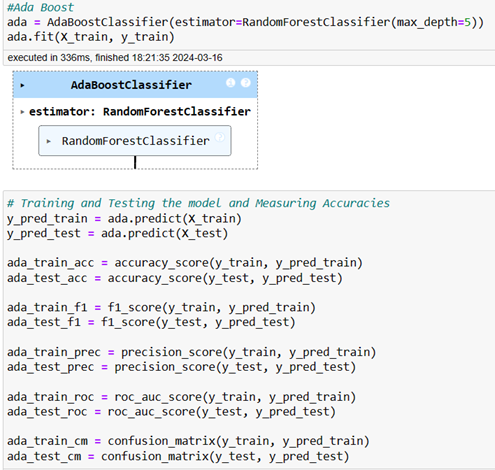 #Ada Boost
ada = AdaBoostClassifier(estimator=RandomForestClassifier(max_depth=5))
ada.fit(X_train, y_train)
executed in 336ms, finished 18:21:35 2024-03-16
AdaBoostClassifier i ?
estimator: RandomForestClassifier
RandomForestClassifier ?
# Training and Testing the model and Measuring Accuracies
y_pred_train = ada.predict(X_train)
y_pred_test = ada.predict(X_test)
ada_train_acc = accuracy_score(y_train, y_pred_train)
ada_test_acc = accuracy_score(y_test, y_pred_test)
ada_train_f1 = f1_score(y_train, y_pred_train)
ada_test_f1 = f1_score(y_test, y_pred_test)
ada_train_prec = precision_score(y_train, y_pred_train)
ada_test_prec = precision_score(y_test, y_pred_test)
ada_train_roc = roc_auc_score(y_train, y_pred_train)
ada_test_roc = roc_auc_score(y_test, y_pred_test)
ada_train_cm = confusion_matrix(y_train, y_pred_train)
ada_test_cm = confusion_matrix(y_test, y_pred_test)